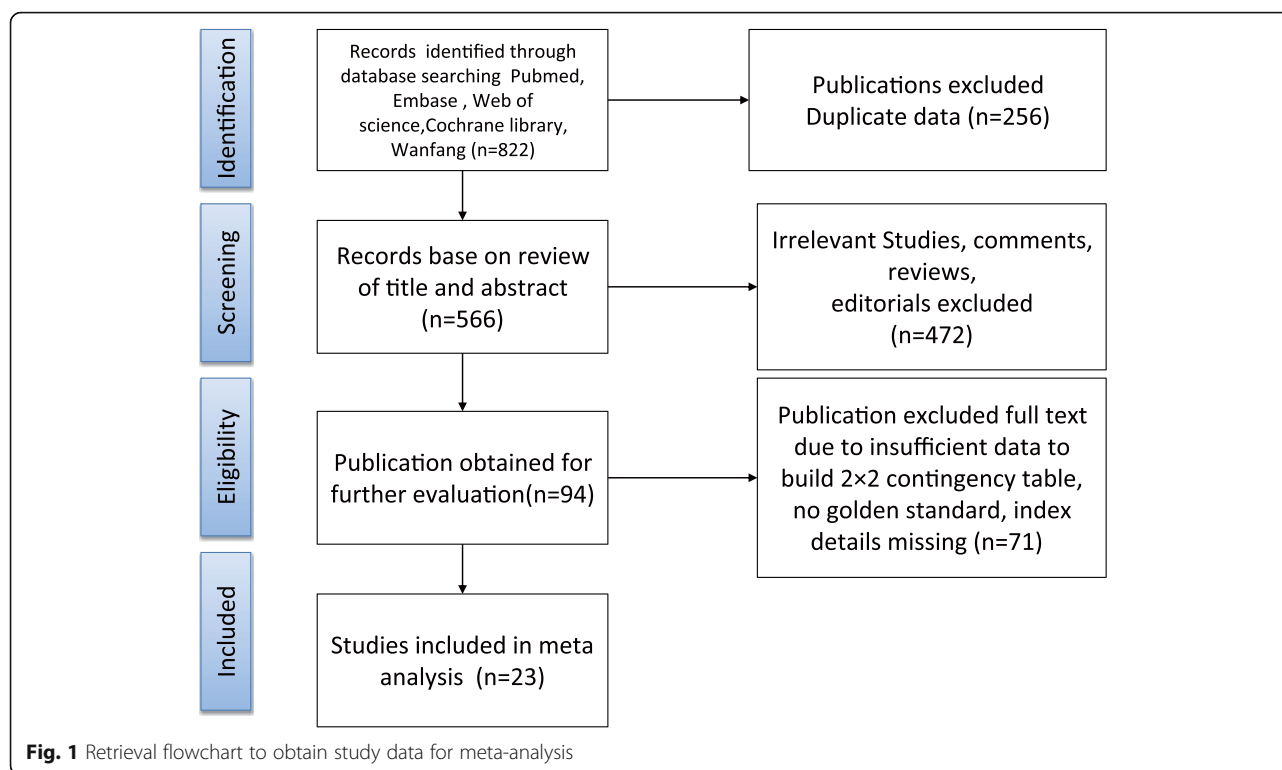 Identification
Records identified through
database searching Pubmed,
Embase , Web of
science,Cochrane library,
Wanfang (n=822)
Publications excluded
Duplicate data (n=256)
Screening
Records base on review
of title and abstract
(n=566)
Irrelevant Studies, comments,
reviews,
editorials excluded
(n=472)
Eligibility
Publication obtained for
further evaluation(n=94)
Publication excluded full text
due to insufficient data to
build 2×2 contingency table,
no golden standard, index
details missing (n=71)
Included
Studies included in meta
analysis (n=23)
Fig. 1 Retrieval flowchart to obtain study data for meta-analysis